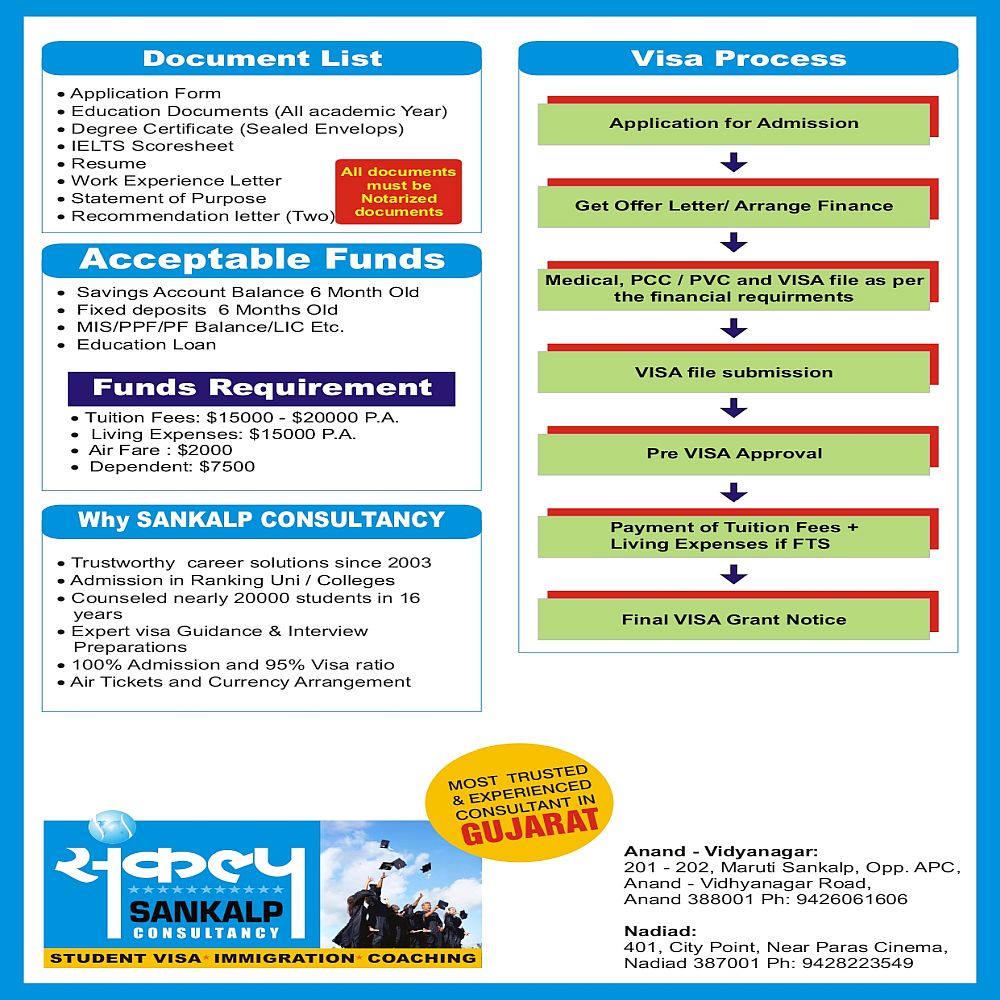 Document List
• Application Form
• Education Documents (All academic Year)
• Degree Certificate (Sealed Envelops)
• IELTS Scoresheet
• Resume
• Work Experience Letter
• Statement of Purpose
• Recommendation letter (Two)
All documents
must be
Notarized
documents
Acceptable Funds
• Savings Account Balance 6 Month Old
• Fixed deposits 6 Months Old
• MIS/PPF/PF Balance/LIC Etc.
• Education Loan
Funds Requirement
• Tuition Fees: $15000 - $20000 P.A.
• Living Expenses: $15000 P.A.
• Air Fare : $2000
• Dependent: $7500
Why SANKALP CONSULTANCY
• Trustworthy career solutions since 2003
• Admission in Ranking Uni / Colleges
• Counseled nearly 20000 students in 16
years
• Expert visa Guidance & Interview
Preparations
• 100% Admission and 95% Visa ratio
• Air Tickets and Currency Arrangement
Visa Process
Application for Admission
Get Offer Letter/ Arrange Finance
Medical, PCC / PVC and VISA file as per
the financial requirments
VISA file submission
Pre VISA Approval
Payment of Tuition Fees +
Living Expenses if FTS
Final VISA Grant Notice
MOST TRUSTED
& EXPERIENCED
CONSULTANT IN
GUJARAT
संकल्प
SANKALP
CONSULTANCY
STUDENT VISA * IMMIGRATION * COACHING
Anand - Vidyanagar:
201 - 202, Maruti Sankalp, Opp. APC,
Anand - Vidhyanagar Road,
Anand 388001 Ph: 9426061606
Nadiad:
401, City Point, Near Paras Cinema,
Nadiad 387001 Ph: 9428223549